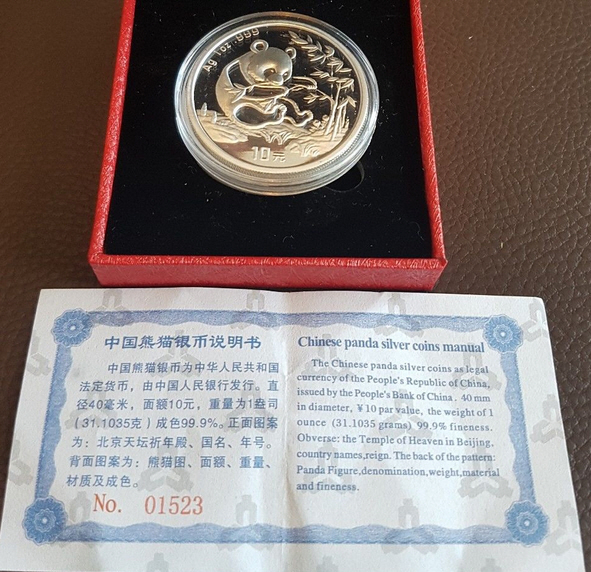 Ag 1oz .999
10元
中国熊猫银币说明书
中国熊猫银币为中华人民共和国
法定货币，由中国人民银行发行。直
径40毫米，面额10元，重量为1盎司
（31.1035克）成色99.9%。正面图案
为：北京天坛祈年殿、国名、年号。
背面图案为：熊猫图、面额、重量、
材质及成色。
No. 01523
Chinese panda silver coins manual
The Chinese panda silver coins as legal
currency of the People's Republic of China,
issued by the People's Bank of China. 40 mm
in diameter, ¥10 par value, the weight of 1
ounce (31.1035 grams), 99.9% fineness.
Obverse: the Temple of Heaven in Beijing,
country names,reign. The back of the pattern:
Panda Figure,denomination,weight,material
and fineness.